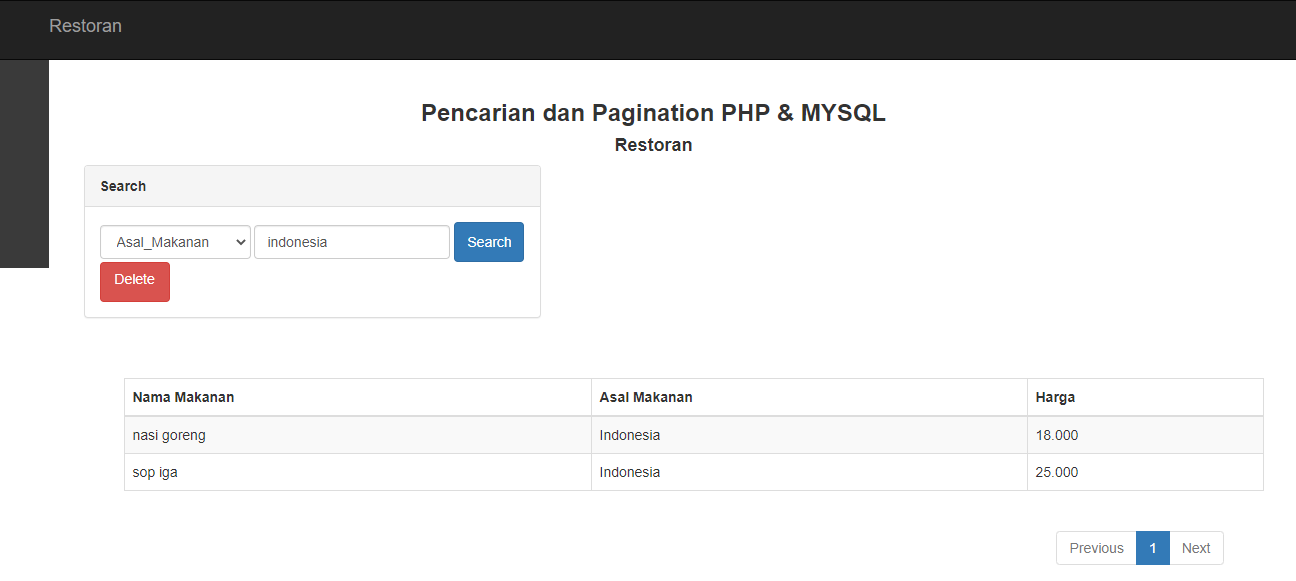 Restoran
Pencarian dan Pagination PHP & MYSQL
Restoran
Search
Asal_Makanan indonesia Search
Delete
Nama Makanan Asal Makanan Harga
nasi goreng Indonesia 18.000
sop iga Indonesia 25.000
Previous 1 Next